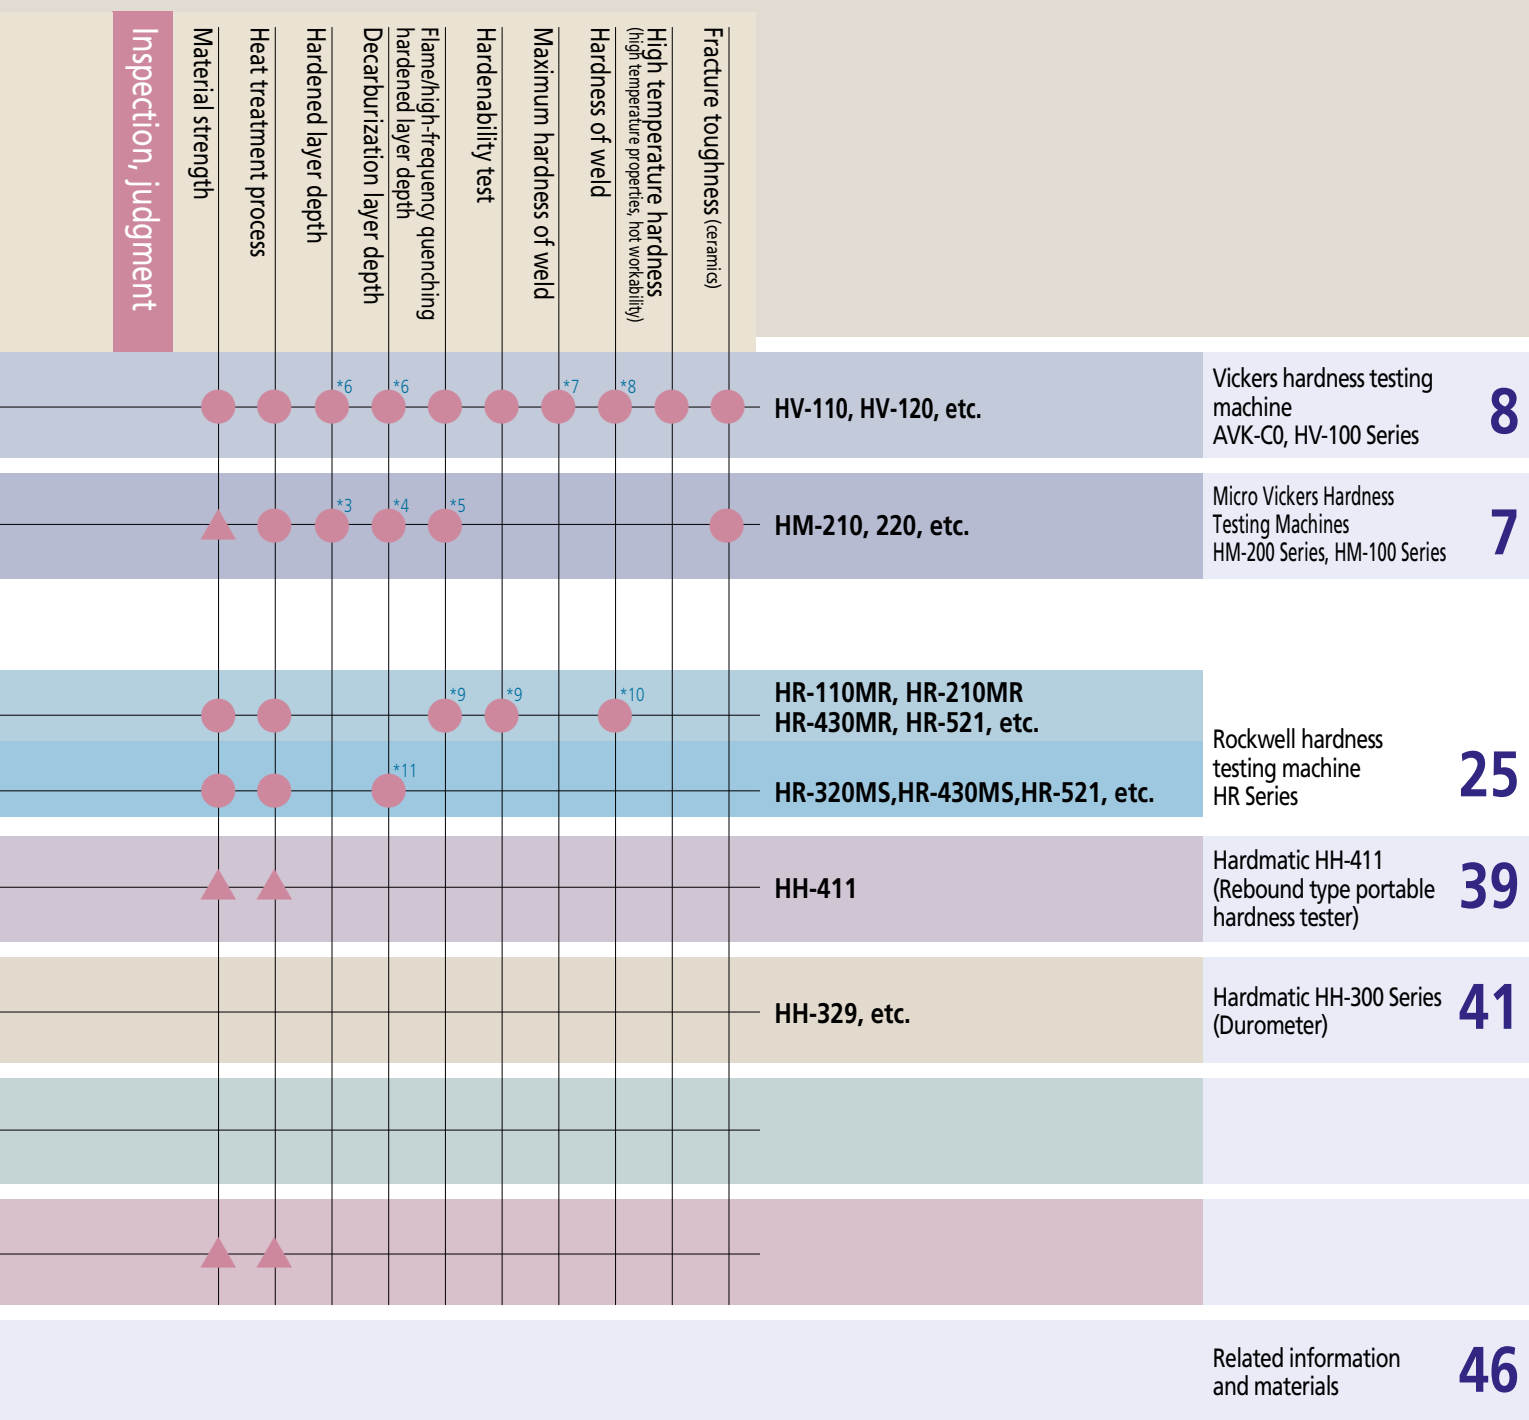 Inspection, judgment
Material strength
Heat treatment process
Hardened layer depth
Decarburization layer depth
Flame/high-frequency quenching
hardened layer depth
Hardenability test
Maximum hardness of weld
Hardness of weld
High temperature hardness
(high temperature properties, hot workability)
Fracture toughness (ceramics)
*6 *6 *7 *8
HV-110, HV-120, etc.
Vickers hardness testing
machine
AVK-C0, HV-100 Series
8
*3 *4 *5
HM-210, 220, etc.
Micro Vickers Hardness
Testing Machines
HM-200 Series, HM-100 Series
7
*9 *9 *10
HR-110MR, HR-210MR
HR-430MR, HR-521, etc.
*11
HR-320MS,HR-430MS,HR-521, etc.
Rockwell hardness
testing machine
HR Series
25
HH-411
Hardmatic HH-411
(Rebound type portable
hardness tester)
39
HH-329, etc.
Hardmatic HH-300 Series
(Durometer)
41
Related information
and materials
46